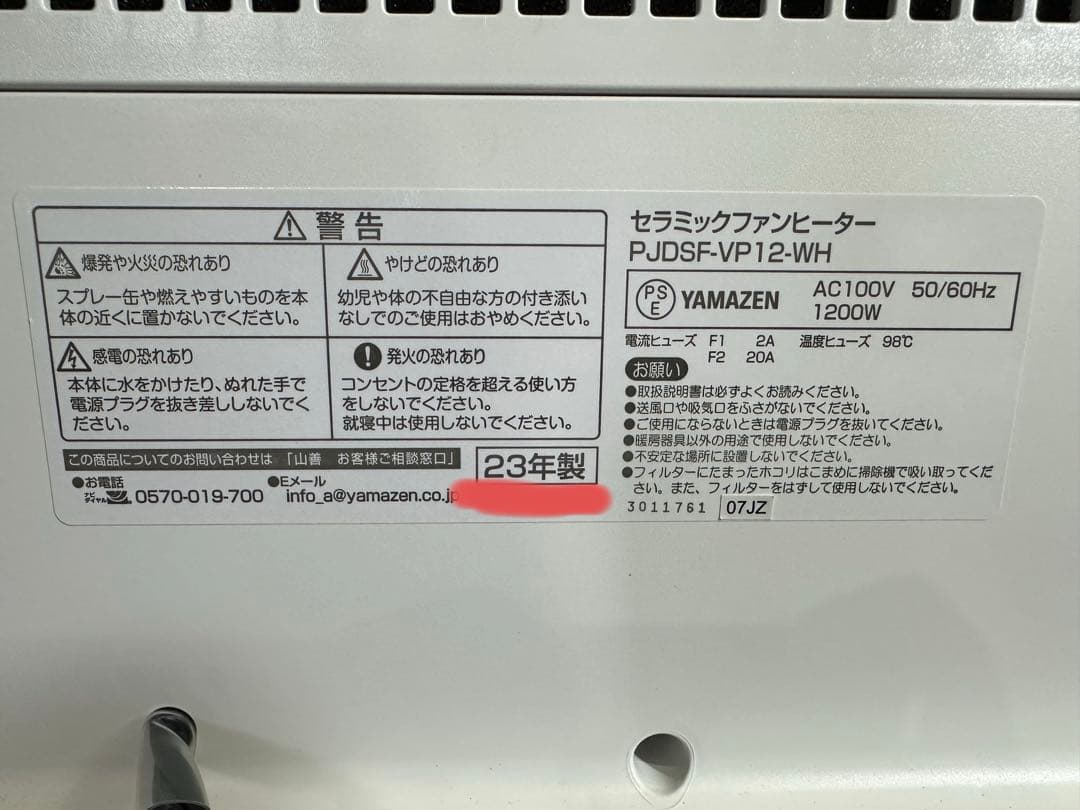 警告
爆発や火災の恐れあり
スプレー缶や燃えやすいものを本
体の近くに置かないでください。
やけどの恐れあり
幼児や体の不自由な方の付き添い
なしでのご使用はおやめください。
感電の恐れあり
本体に水をかけたり、ぬれた手で
電源プラグを抜き差ししないでく
ださい。
発火の恐れあり
コンセントの定格を超える使い方
をしないでください。
就寝中は使用しないでください。
この商品についてのお問い合わせは 「山善 お客様ご相談窓口」
●お電話
ナビダイヤル 0570-019-700
●Eメール
info_a@yamazen.co.jp
23年製
セラミックファンヒーター
PJDSF-VP12-WH
PSE YAMAZEN AC100V 50/60Hz
1200W
電流ヒューズ F1 2A 温度ヒューズ 98℃
F2 20A
お願い
●取扱説明書は必ずよくお読みください。
●送風口や吸気口をふさがないでください。
●ご使用にならないときは電源プラグを抜いてください。
●暖房器具以外の用途で使用しないでください。
●不安定な場所に設置しないでください。
●フィルターにたまったホコリはこまめに掃除機で吸い取ってくだ
さい。また、フィルターをはずして使用しないでください。
3011761 07JZ